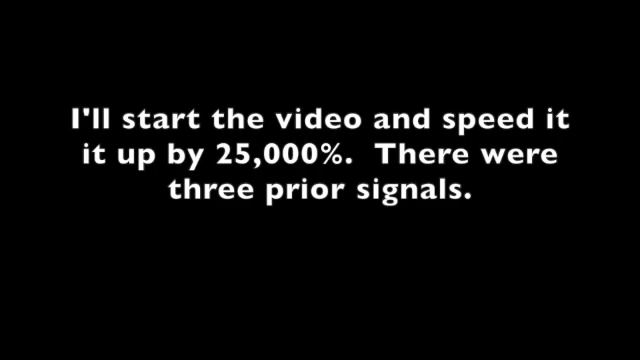 I'll start the video and speed it
it up by 25,000%.  There were
three prior signals.